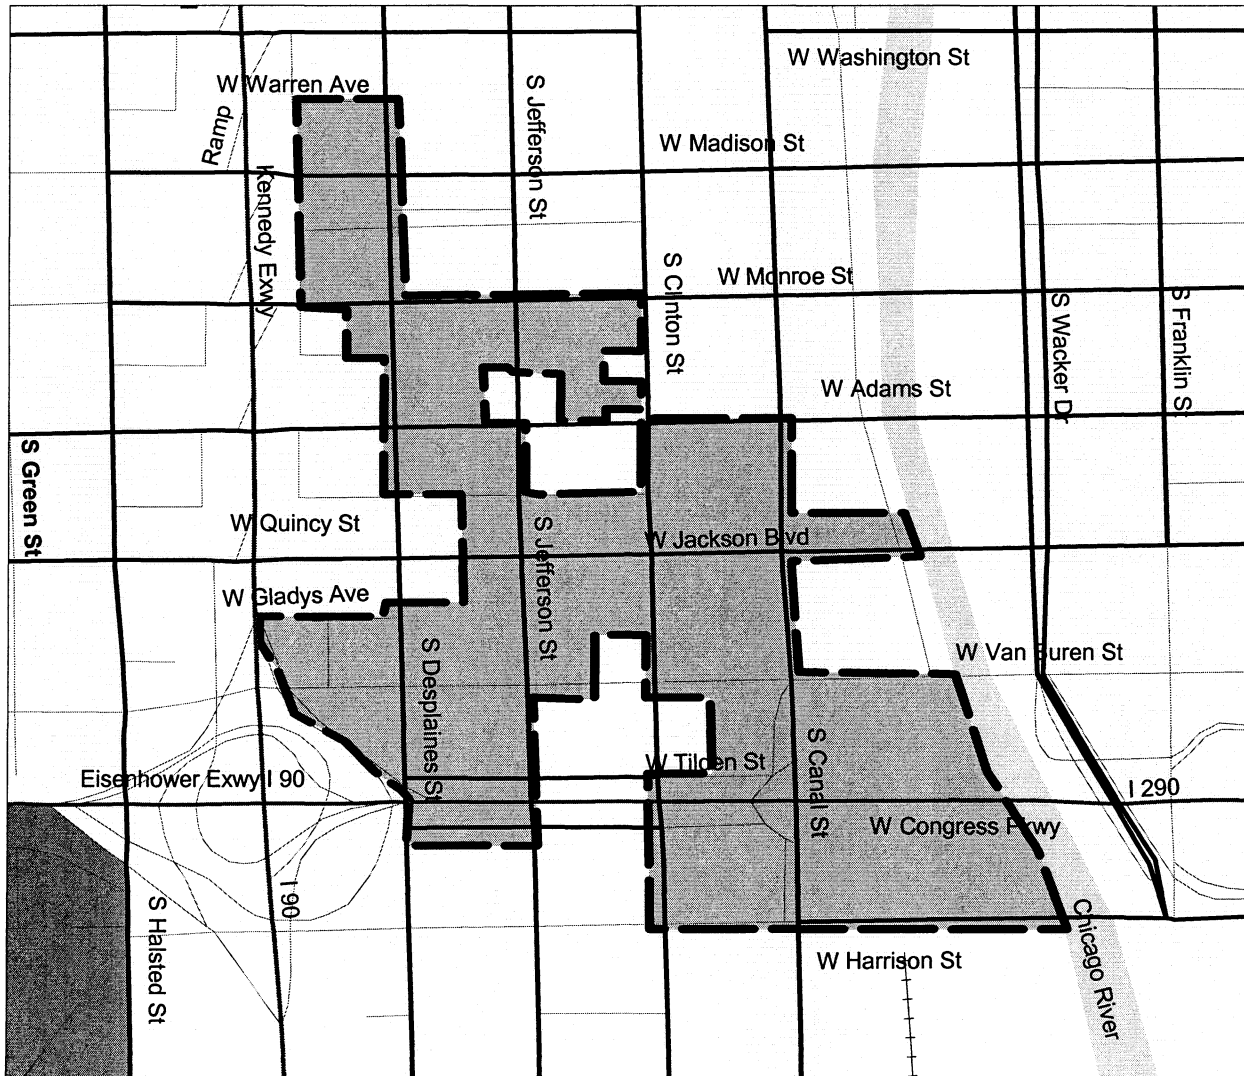 W Washington St
W Warren Ave
S Jefferson St
Ramp
W Madison St
Kennedy Exwy
S Clinton St
W Monroe St
S Wacker Dr
S Franklin St
W Adams St
S Green St
W Quincy St
S Jefferson St
W Jackson Blvd
W Gladys Ave
S Desplaines St
W Van Buren St
S Canal St
W Tilden St
Eisenhower Exwy I 90
I 290
W Congress Pkwy
I 90
S Halsted St
Chicago River
W Harrison St